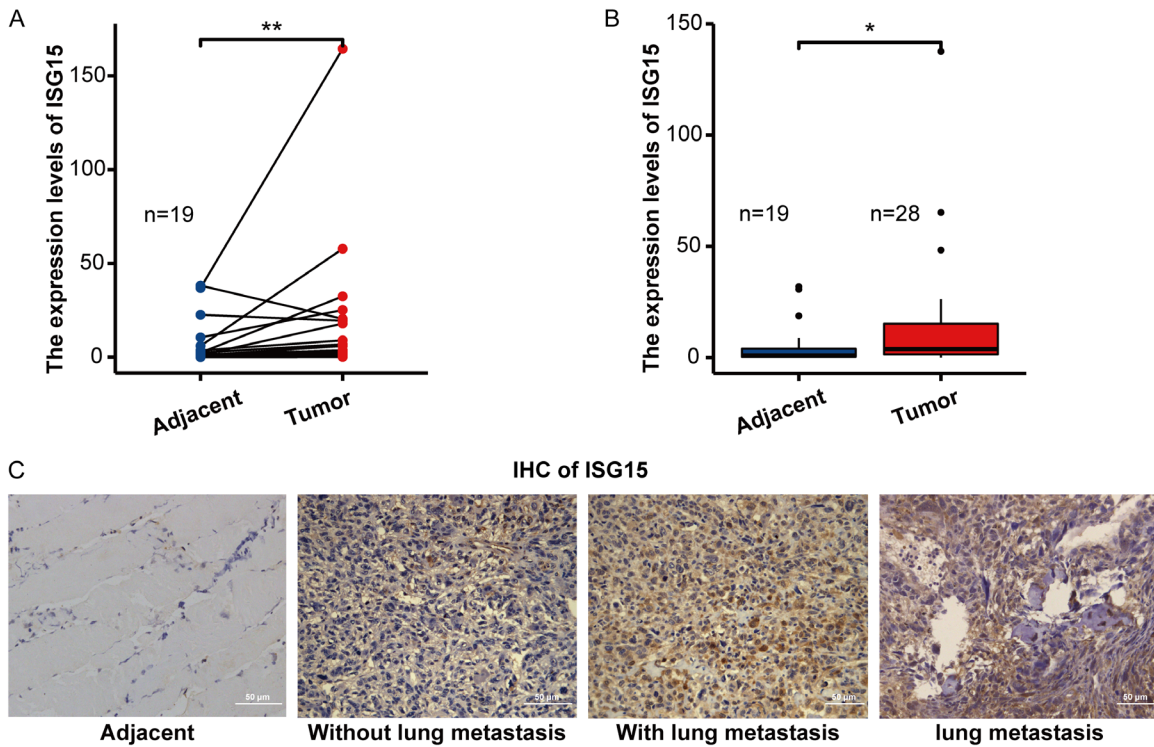 A
The expression levels of ISG15
150
100
50
0
**
n=19
Adjacent
Tumor
B
The expression levels of ISG15
150
100
50
0
*
n=19
n=28
Adjacent
Tumor
C
IHC of ISG15
50 μm
50 μm
50 μm
50 μm
Adjacent
Without lung metastasis
With lung metastasis
lung metastasis